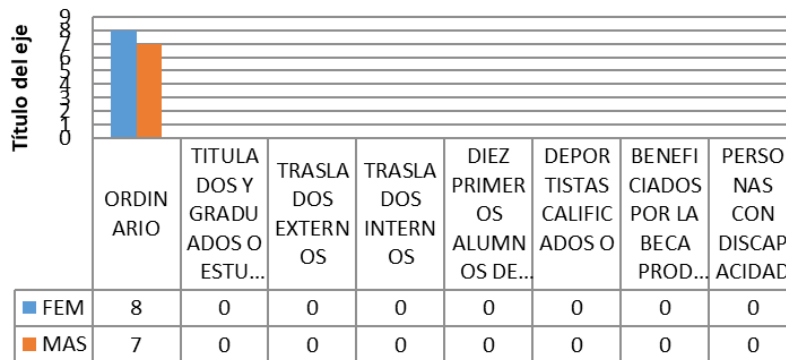 Título del eje
9
8
7
6
5
4
3
2
1
0
ORDIN
ARIO
TITULA
DOS Y
GRADU
ADOS O
ESTU...
TRASLA
DOS
EXTERN
OS
TRASLA
DOS
INTERN
OS
DIEZ
PRIMER
OS
ALUMN
OS DE...
DEPOR
TISTAS
CALIFIC
ADOS O
BENEFI
CIADOS
POR LA
BECA
PROD...
PERSO
NAS
CON
DISCAP
ACIDAD
FEM 8 0 0 0 0 0 0 0
MAS 7 0 0 0 0 0 0 0